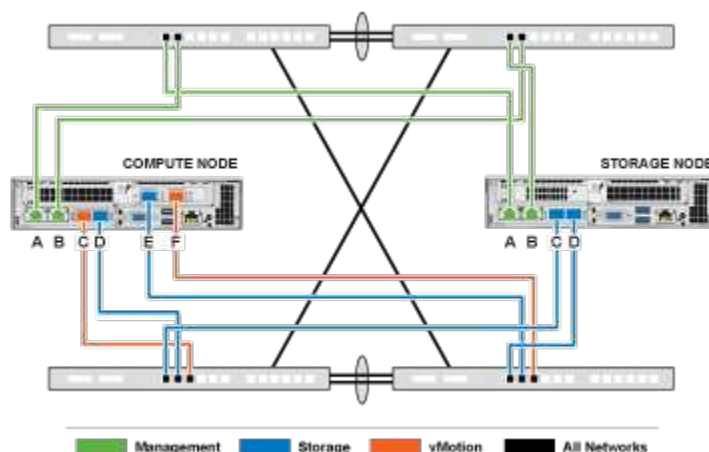 COMPUTE NODE
STORAGE NODE
A B C D E F
A B C D
Management Storage vMotion All Networks